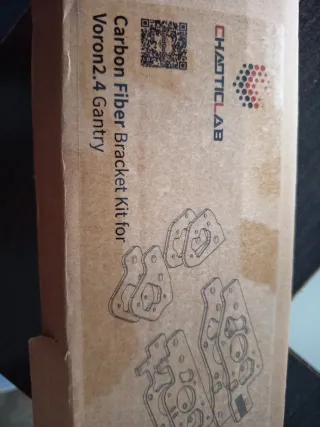 CHAOTICLAB
Carbon Fiber Bracket Kit for
Voron2.4 Gantry